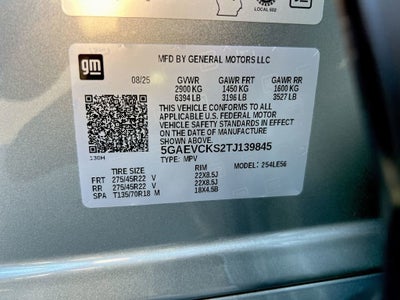 LOCAL 602
gm
MFD BY GENERAL MOTORS LLC
08/25 GVWR GAWR FRT GAWR RR
2900 KG 1450 KG 1600 KG
6394 LB 3196 LB 3527 LB
THIS VEHICLE CONFORMS TO ALL
APPLICABLE U.S. FEDERAL MOTOR
VEHICLE SAFETY STANDARDS IN EFFECT
ON THE DATE OF MANUFACTURE
SHOWN ABOVE.
5GAEVCKS2TJ139845
TYPE: MPV MODEL: 254LE56
TIRE SIZE RIM
FRT 275/45R22 V 22X8.5J
RR 275/45R22 V 22X8.5J
SPA T135/70R18 M 18X4.5B